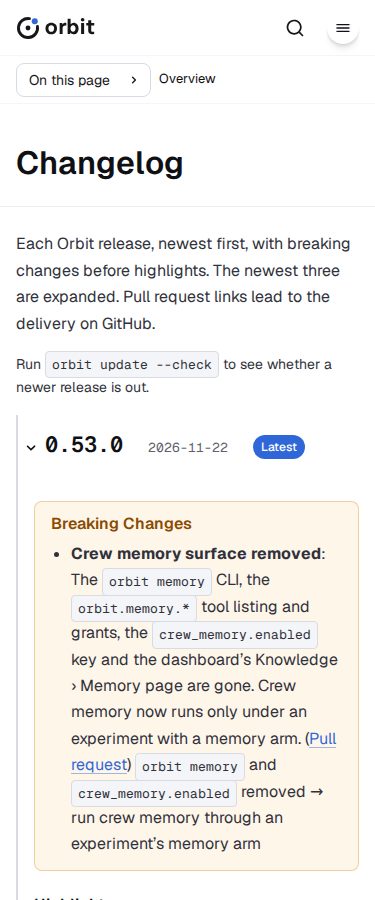 orbit
On this page
Overview
Changelog
Each Orbit release, newest first, with breaking
changes before highlights. The newest three
are expanded. Pull request links lead to the
delivery on GitHub.
Run orbit update --check to see whether a
newer release is out.
0.53.0 2026-11-22 Latest
Breaking Changes
• Crew memory surface removed:
The orbit memory CLI, the
orbit.memory.* tool listing and
grants, the crew_memory.enabled
key and the dashboard’s Knowledge
› Memory page are gone. Crew
memory now runs only under an
experiment with a memory arm. (Pull
request) orbit memory and
crew_memory.enabled removed →
run crew memory through an
experiment’s memory arm